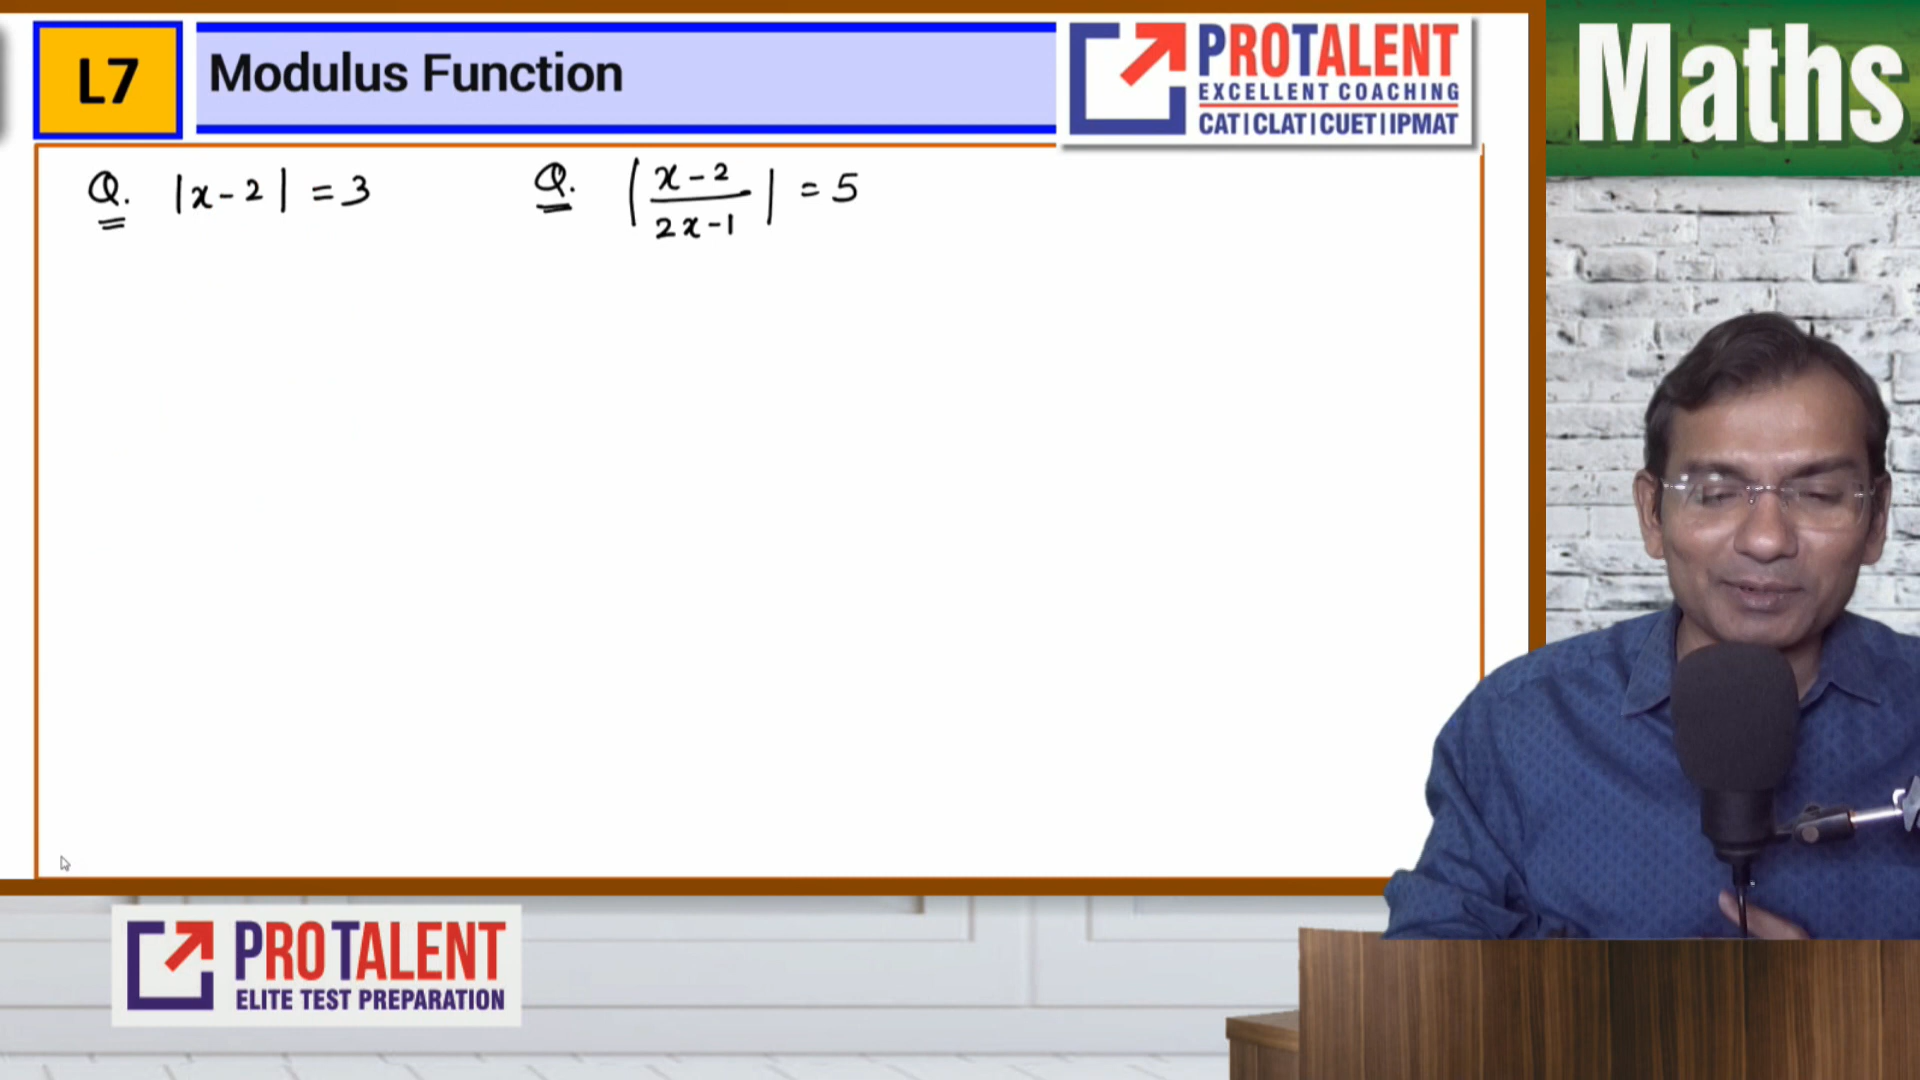 L7
Modulus Function
PROTALENT
EXCELLENT COACHING
CAT|CLAT|CUET|IPMAT
Maths
Q. |x-2| = 3
Q. |(x-2)/(2x-1)| = 5
PROTALENT
ELITE TEST PREPARATION